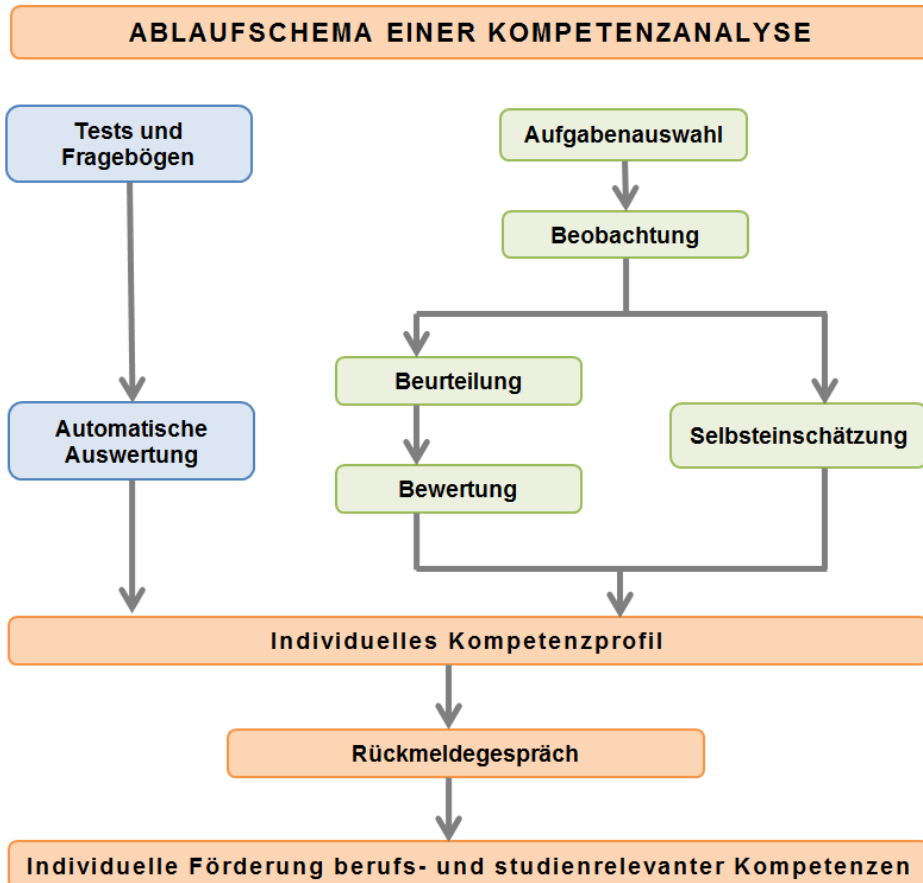 ABLAUFSCHEMA EINER KOMPETENZANALYSE
Tests und
Fragebögen
Aufgabenauswahl
Beobachtung
Beurteilung
Automatische
Auswertung
Selbsteinschätzung
Bewertung
Individuelles Kompetenzprofil
Rückmeldegespräch
Individuelle Förderung berufs- und studienrelevanter Kompetenzen